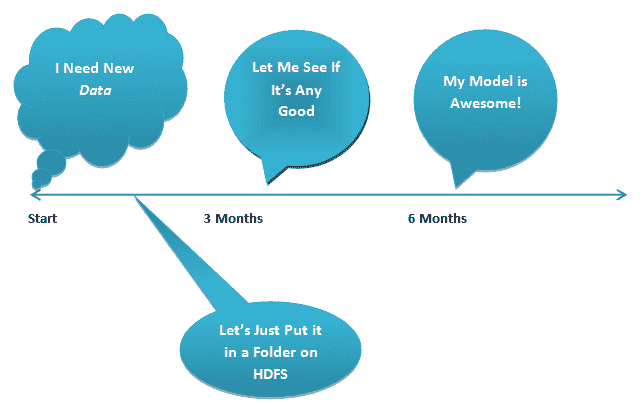 I Need New
Data
Let Me See If
It's Any
Good
My Model is
Awesome!
Start
3 Months
6 Months
Let's Just Put it
in a Folder on
HDFS